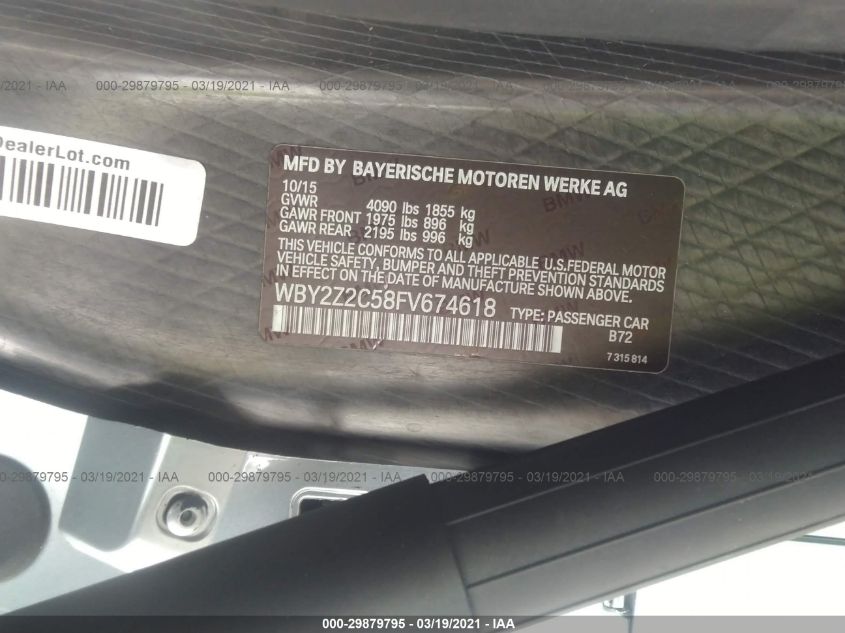 2021 - IAA
000-29879795 - 03/19/2021 - IAA
000-29879795 - 03/19/2021 - IAA
000-29879795 - 03/19/2021
DealerLot.com
MFD BY BAYERISCHE MOTOREN WERKE AG
10/15
GVWR 4090 lbs 1855 kg
GAWR FRONT 1975 lbs 896 kg
GAWR REAR 2195 lbs 996 kg
THIS VEHICLE CONFORMS TO ALL APPLICABLE U.S.FEDERAL MOTOR
VEHICLE SAFETY, BUMPER AND THEFT PREVENTION STANDARDS
IN EFFECT ON THE DATE OF MANUFACTURE SHOWN ABOVE.
WBY2Z2C58FV674618 TYPE: PASSENGER CAR
B72
7 315 814
000-29879795 - 03/19/2021 - IAA
000-29879795 - 03/19/2021 - IAA
000-29879795 - 03/19/2021 - IAA
000-29879795 - 03/19/2021 - IAA